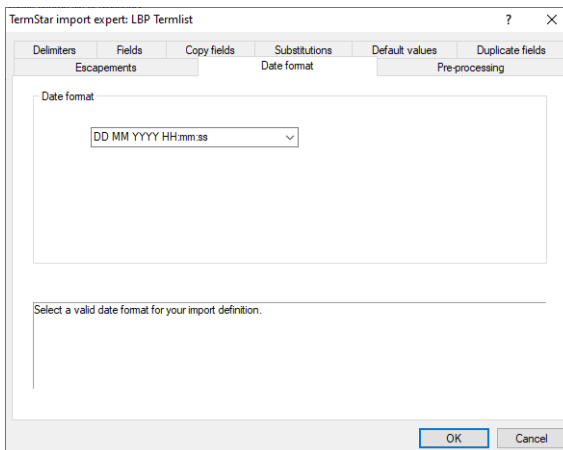 TermStar import expert: LBP Termlist
Delimiters Fields Copy fields Substitutions Default values Duplicate fields
Escapements Date format Pre-processing
Date format
DD MM YYYY HH:mm:ss
Select a valid date format for your import definition.
OK Cancel